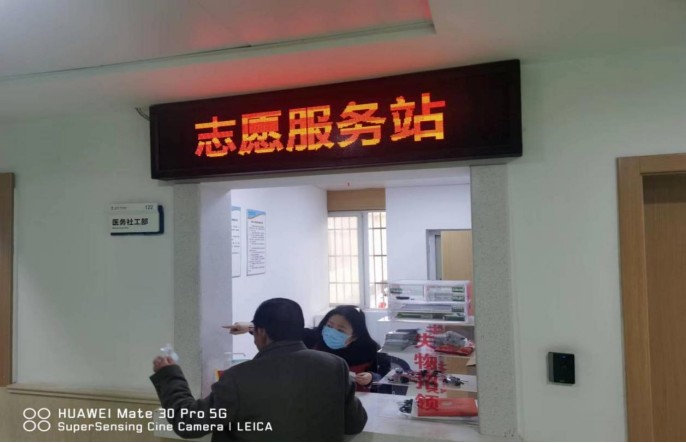 志愿服务站
122
医务社工部
失物招领
HUAWEI Mate 30 Pro 5G
SuperSensing Cine Camera | LEICA